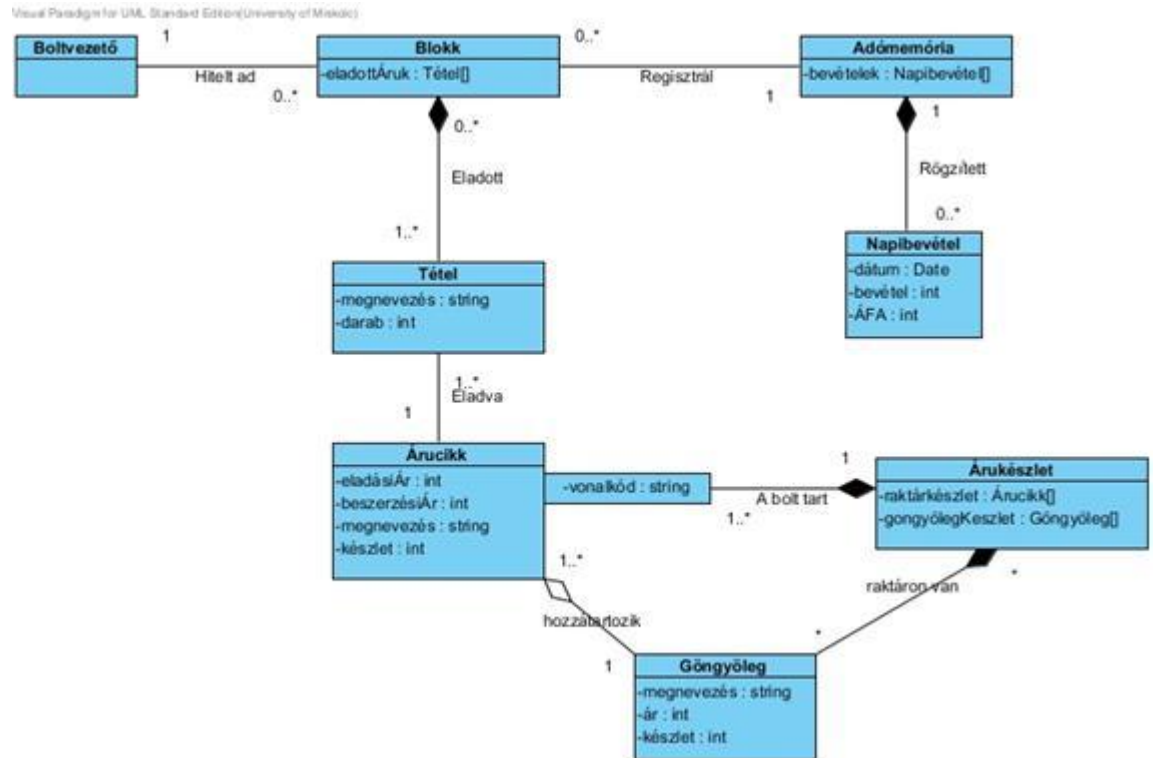 Visual Paradigm for UML Standard Edition(University of Miskolc)
Boltvezető
1
Hitelt ad
0..*
Blokk
-eladottÁruk : Tétel[]
0..*
Regisztrál
1
Adómemória
-bevételek : Napibevétel[]
0..*
Eladott
1..*
1
Rögzített
0..*
Napibevétel
-dátum : Date
-bevétel : int
-ÁFA : int
Tétel
-megnevezés : string
-darab : int
1..*
Eladva
1
Árucikk
-eladásiÁr : int
-beszerzésiÁr : int
-megnevezés : string
-készlet : int
-vonalkód : string
1
A bolt tart
1..*
Árukészlet
-raktárkészlet : Árucikk[]
-gongyölegKeszlet : Göngyöleg[]
1..*
hozzátartozik
1
raktáron van
*
*
Göngyöleg
-megnevezés : string
-ár : int
-készlet : int